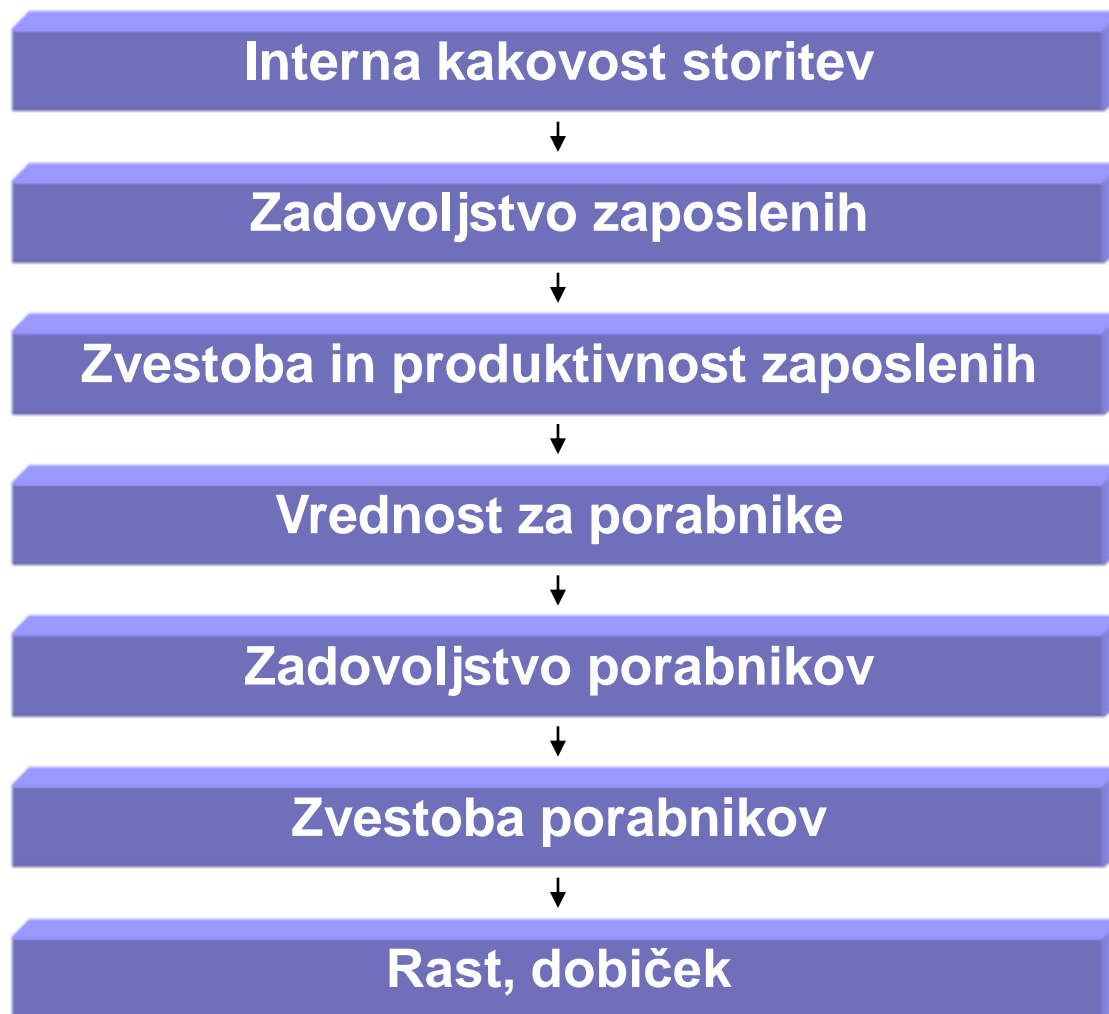 Interna kakovost storitev
Zadovoljstvo zaposlenih
Zvestoba in produktivnost zaposlenih
Vrednost za porabnike
Zadovoljstvo porabnikov
Zvestoba porabnikov
Rast, dobiček